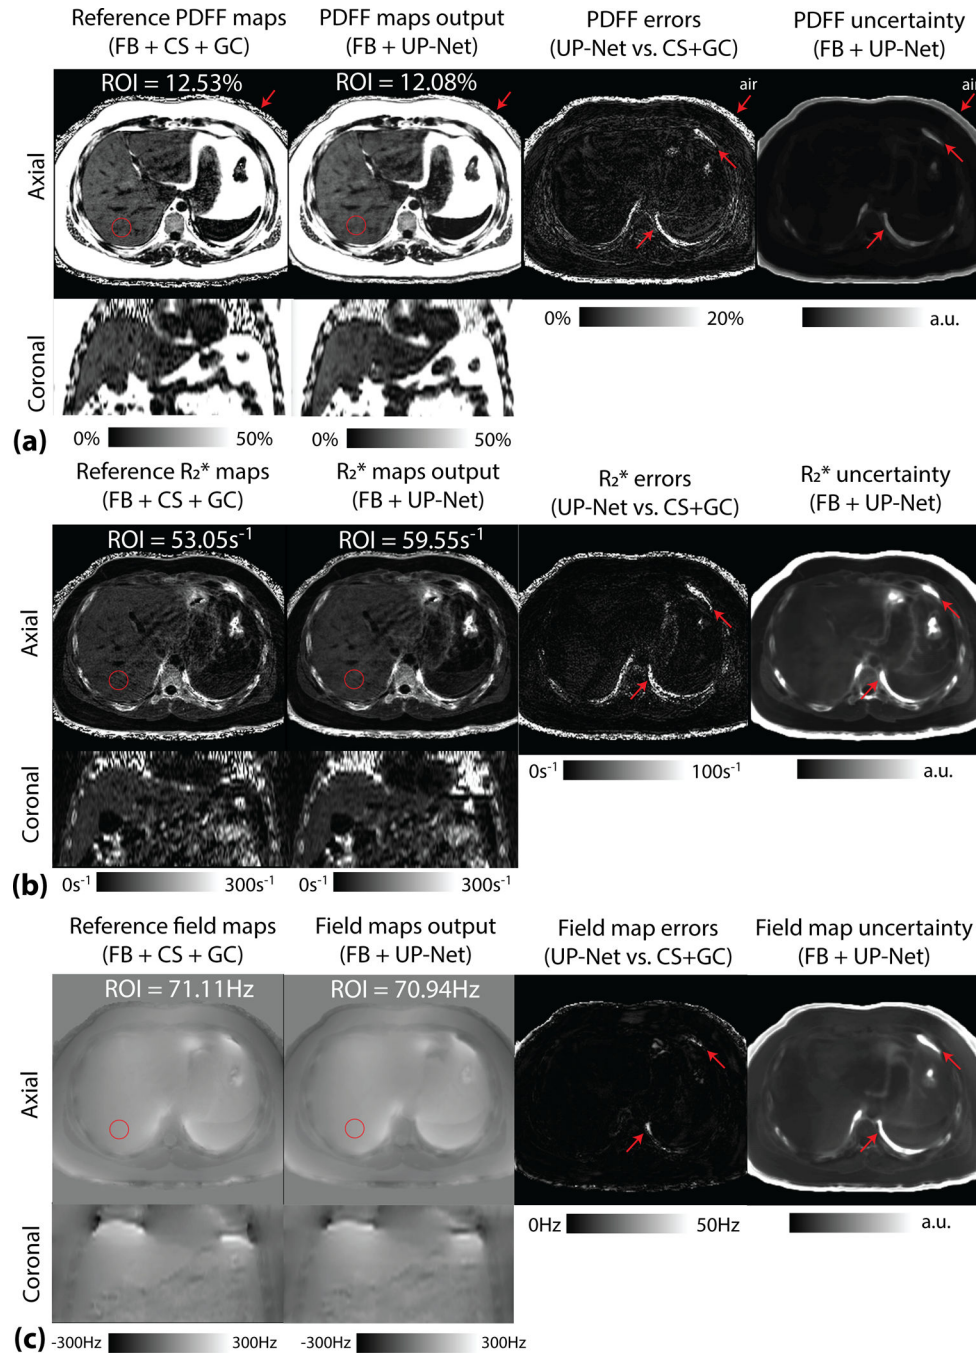 Reference PDFF maps
(FB + CS + GC)
PDFF maps output
(FB + UP-Net)
PDFF errors
(UP-Net vs. CS+GC)
PDFF uncertainty
(FB + UP-Net)
ROI = 12.53%
ROI = 12.08%
air
air
Axial
0%
20%
a.u.
Coronal
(a)
0%
50%
0%
50%
Reference R₂* maps
(FB + CS + GC)
R₂* maps output
(FB + UP-Net)
R₂* errors
(UP-Net vs. CS+GC)
R₂* uncertainty
(FB + UP-Net)
ROI = 53.05s⁻¹
ROI = 59.55s⁻¹
Axial
0s⁻¹
100s⁻¹
a.u.
Coronal
(b)
0s⁻¹
300s⁻¹
0s⁻¹
300s⁻¹
Reference field maps
(FB + CS + GC)
Field maps output
(FB + UP-Net)
Field map errors
(UP-Net vs. CS+GC)
Field map uncertainty
(FB + UP-Net)
ROI = 71.11Hz
ROI = 70.94Hz
Axial
0Hz
50Hz
a.u.
Coronal
(c)
-300Hz
300Hz
-300Hz
300Hz